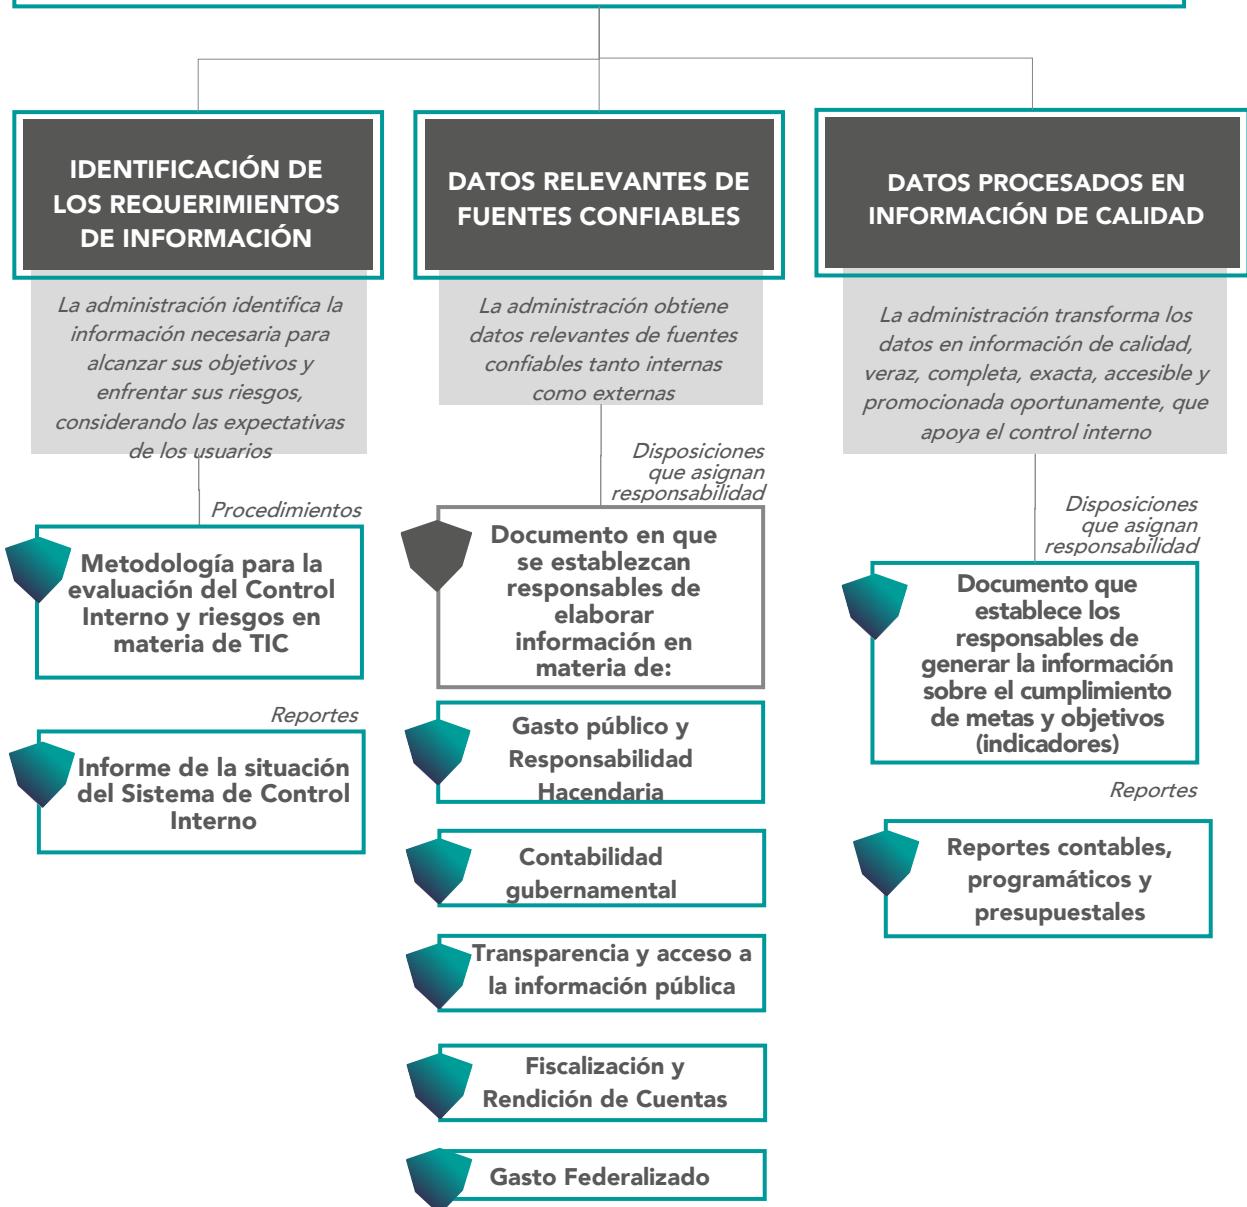 IDENTIFICACIÓN DE
LOS REQUERIMIENTOS
DE INFORMACIÓN
La administración identifica la
información necesaria para
alcanzar sus objetivos y
enfrentar sus riesgos,
considerando las expectativas
de los usuarios
Procedimientos
Metodología para la
evaluación del Control
Interno y riesgos en
materia de TIC
Reportes
Informe de la situación
del Sistema de Control
Interno
DATOS RELEVANTES DE
FUENTES CONFIABLES
La administración obtiene
datos relevantes de fuentes
confiables tanto internas
como externas
Disposiciones
que asignan
responsabilidad
Documento en que
se establezcan
responsables de
elaborar
información en
materia de:
Gasto público y
Responsabilidad
Hacendaria
Contabilidad
gubernamental
Transparencia y acceso a
la información pública
Fiscalización y
Rendición de Cuentas
Gasto Federalizado
DATOS PROCESADOS EN
INFORMACIÓN DE CALIDAD
La administración transforma los
datos en información de calidad,
veraz, completa, exacta, accesible y
promocionada oportunamente, que
apoya el control interno
Disposiciones
que asignan
responsabilidad
Documento que
establece los
responsables de
generar la información
sobre el cumplimiento
de metas y objetivos
(indicadores)
Reportes
Reportes contables,
programáticos y
presupuestales